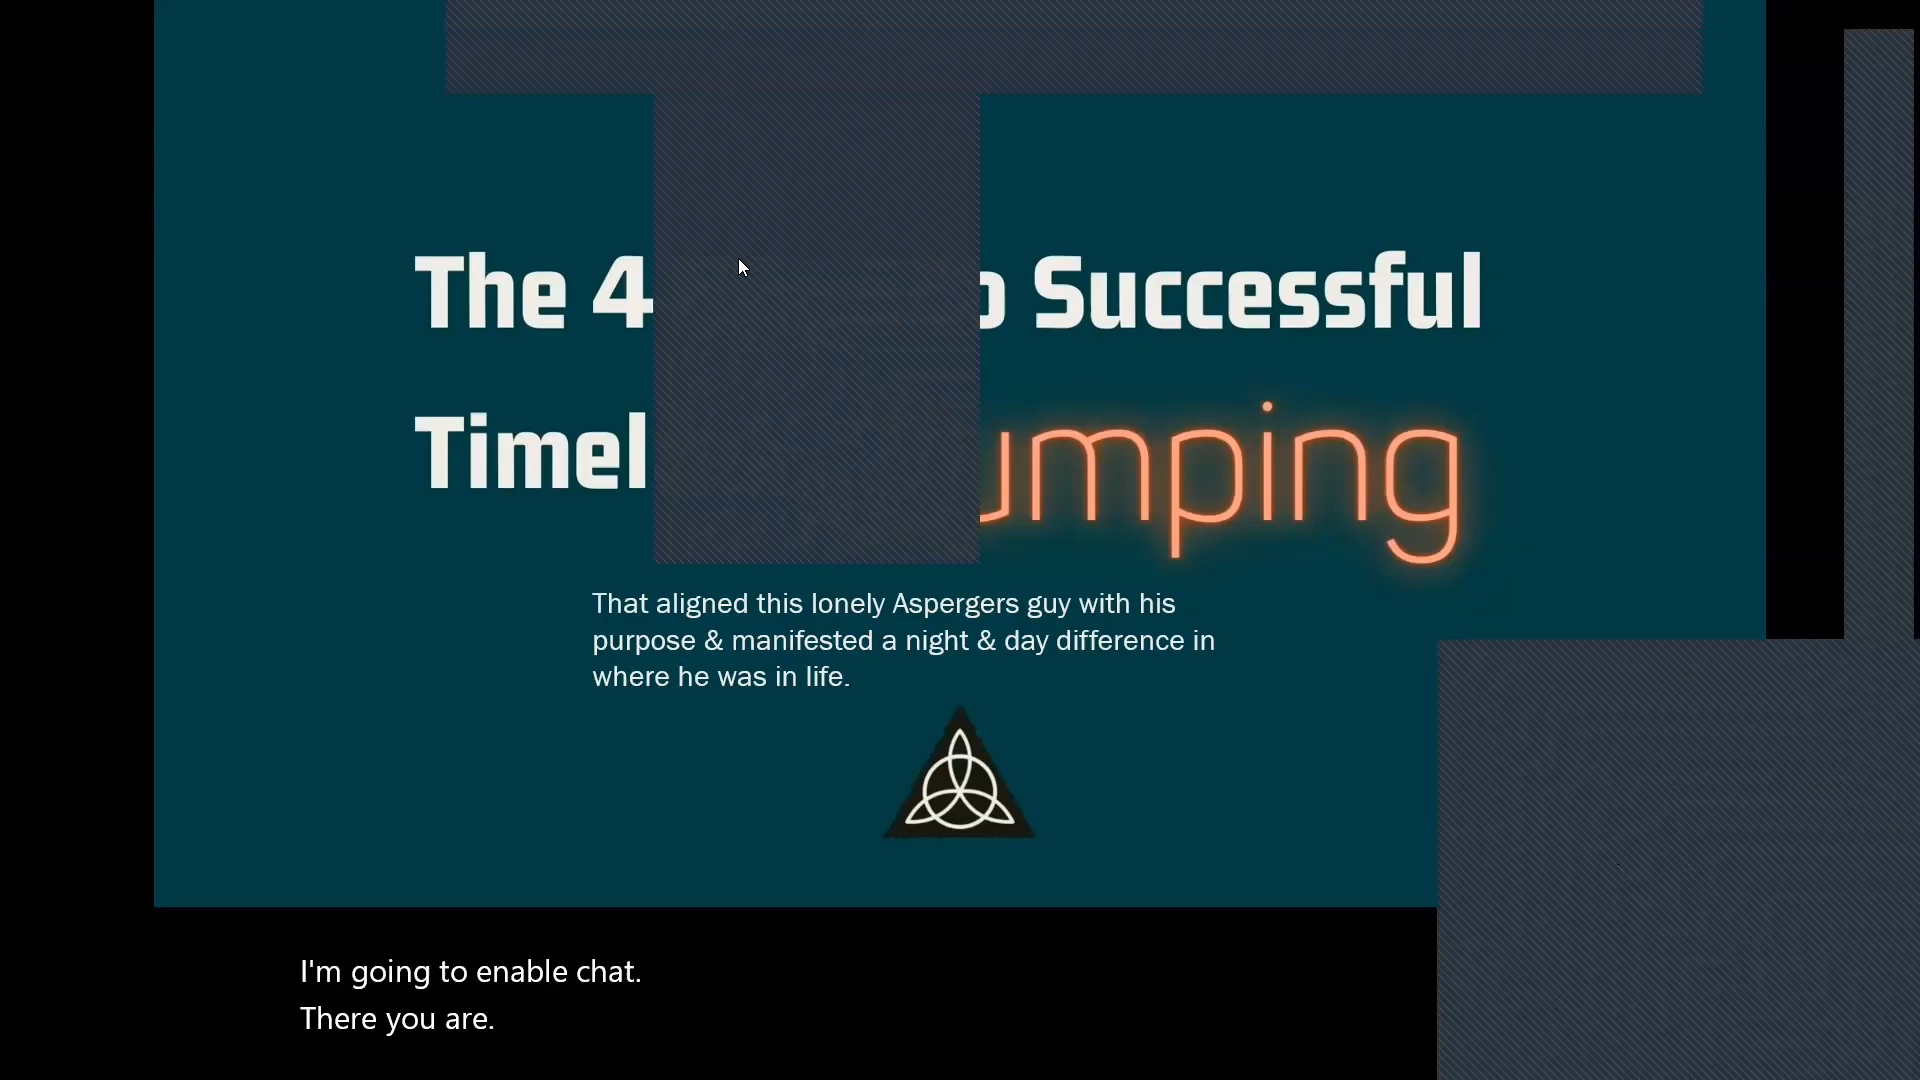 The 4 Successful
Timel umping
That aligned this lonely Aspergers guy with his
purpose & manifested a night & day difference in
where he was in life.
I'm going to enable chat.
There you are.